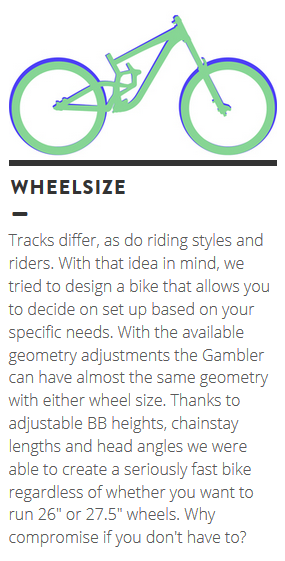 WHEELSIZE
Tracks differ, as do riding styles and
riders. With that idea in mind, we
tried to design a bike that allows you
to decide on set up based on your
specific needs. With the available
geometry adjustments the Gambler
can have almost the same geometry
with either wheel size. Thanks to
adjustable BB heights, chainstay
lengths and head angles we were
able to create a seriously fast bike
regardless of whether you want to
run 26" or 27.5" wheels. Why
compromise if you don't have to?